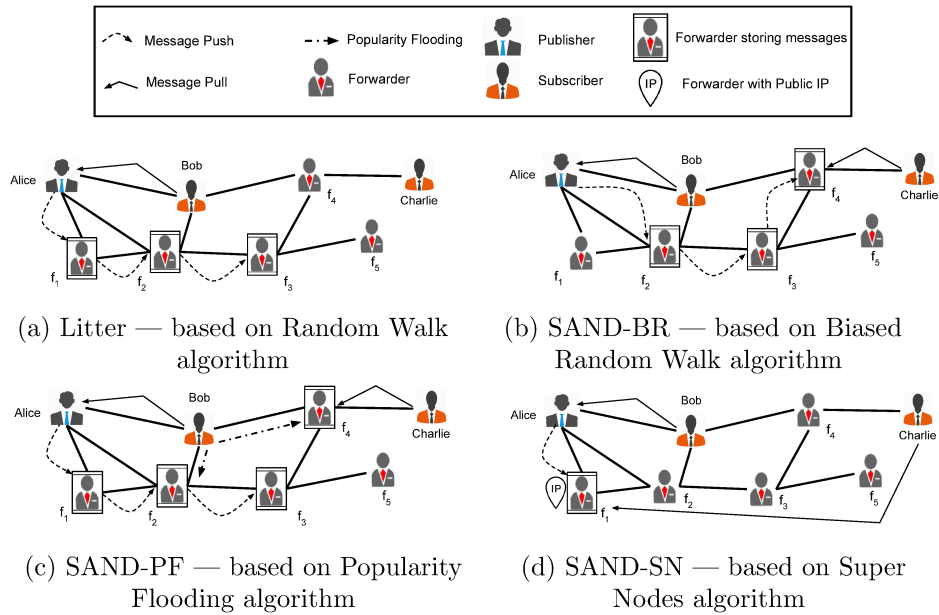 Message Push
Popularity Flooding
Publisher
Forwarder storing messages
Message Pull
Forwarder
Subscriber
IP
Forwarder with Public IP
Alice
Bob
Charlie
f1
f2
f3
f4
f5
(a) Litter — based on Random Walk
algorithm
Alice
Bob
Charlie
f1
f2
f3
f4
f5
(b) SAND-BR — based on Biased
Random Walk algorithm
Alice
Bob
Charlie
f1
f2
f3
f4
f5
(c) SAND-PF — based on Popularity
Flooding algorithm
Alice
Bob
Charlie
IP
f1
f2
f3
f4
f5
(d) SAND-SN — based on Super
Nodes algorithm